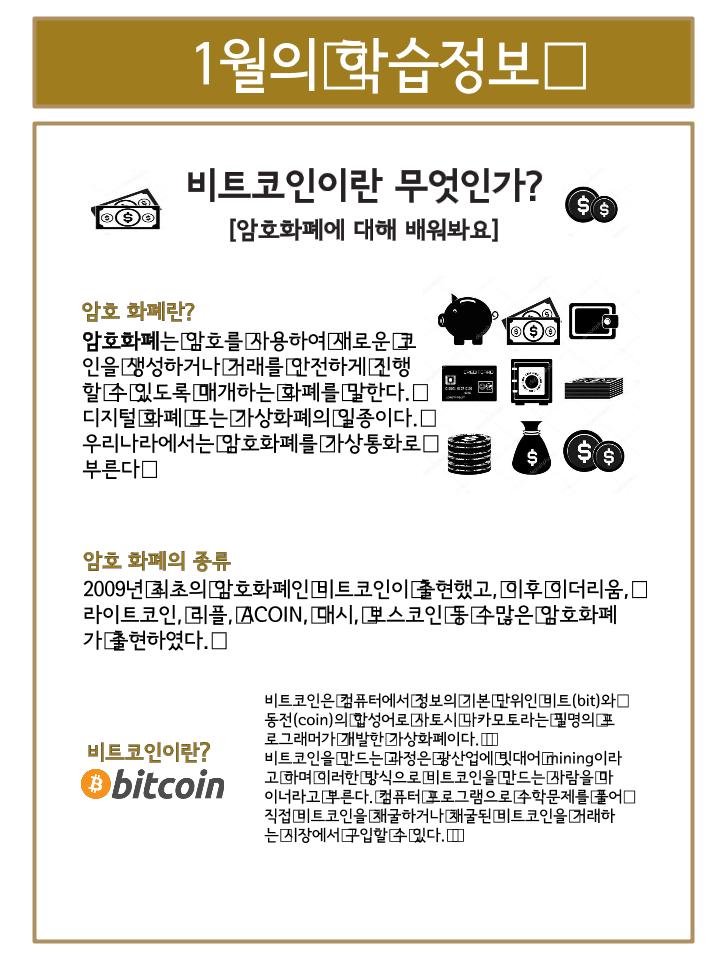 1월의 학습정보
비트코인이란 무엇인가?
[암호화폐에 대해 배워봐요]
암호 화폐란?
암호화폐는 암호를 사용하여 새로운 코
인을 생성하거나 거래를 안전하게 진행
할 수 있도록 매개하는 화폐를 말한다.
디지털 화폐 또는 가상화폐의 일종이다.
우리나라에서는 암호화폐를 가상통화로
부른다
CREDIT CARD
암호 화폐의 종류
2009년 최초의 암호화폐인 비트코인이 출현했고, 이후 이더리움,
라이트코인, 리플, ACOIN, 대시, 보스코인 등 수많은 암호화폐
가 출현하였다.
비트코인이란?
bitcoin
비트코인은 컴퓨터에서 정보의 기본 단위인 비트(bit)와
동전(coin)의 합성어로 사토시 나카모토라는 필명의 프
로그래머가 개발한 가상화폐이다.
비트코인을 만드는 과정은 광산업에 빗대어 mining이라
고 하며 이러한 방식으로 비트코인을 만드는 사람을 마
이너라고 부른다. 컴퓨터 프로그램으로 수학문제를 풀어
직접 비트코인을 채굴하거나 채굴된 비트코인을 거래하
는 시장에서 구입할 수 있다.